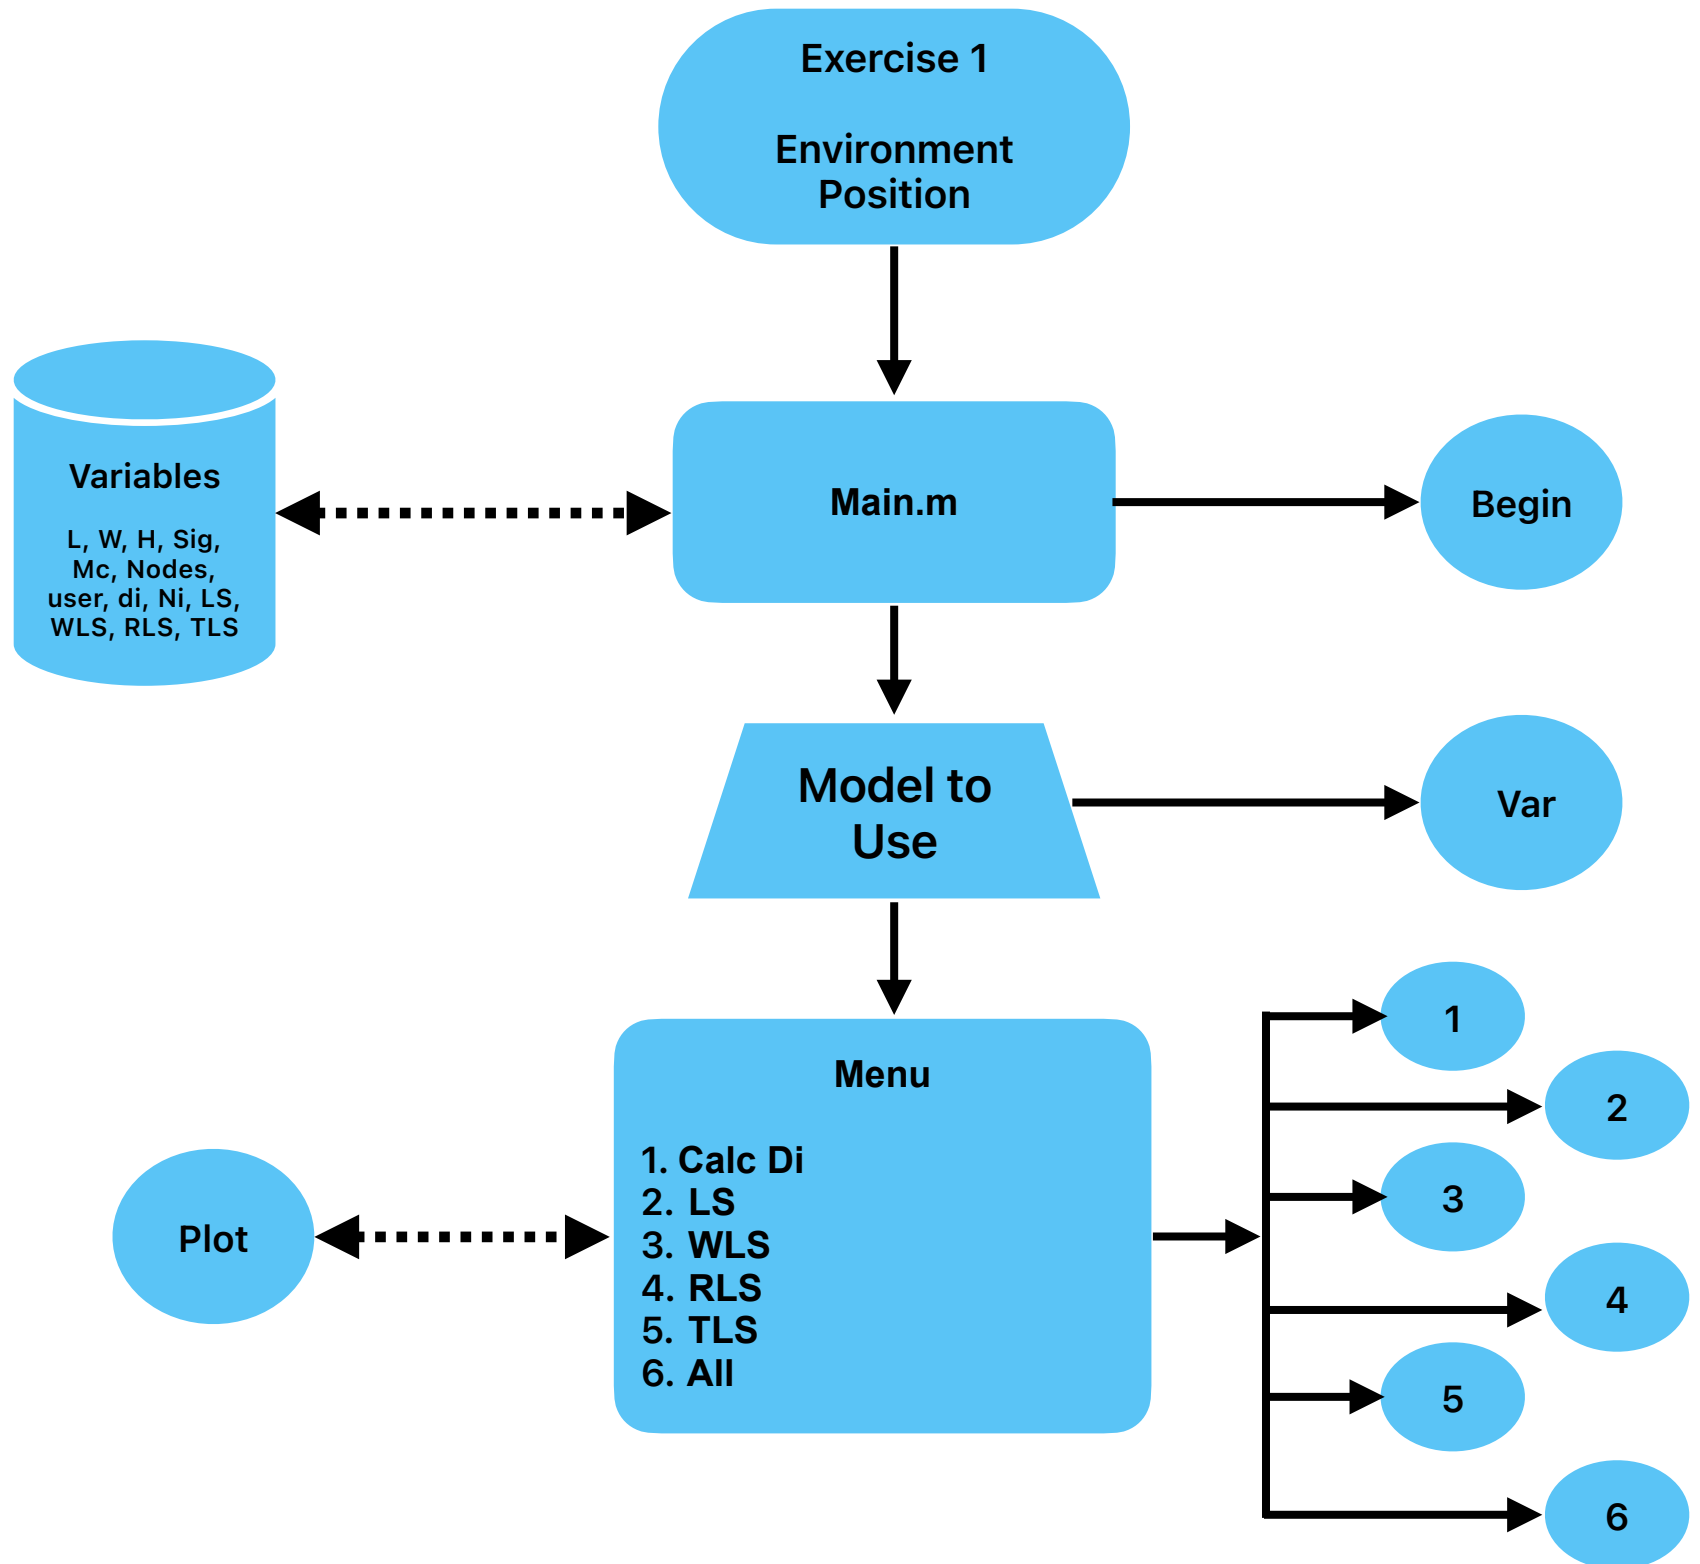 Exercise 1
Environment
Position
Variables
L, W, H, Sig,
Mc, Nodes,
user, di, Ni, LS,
WLS, RLS, TLS
Main.m
Begin
Model to
Use
Var
Menu
1. Calc Di
2. LS
3. WLS
4. RLS
5. TLS
6. All
Plot
1
2
3
4
5
6